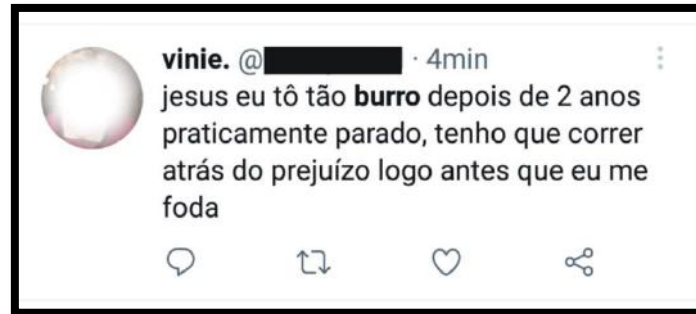 vinie. @ · 4min
jesus eu tô tão burro depois de 2 anos
praticamente parado, tenho que correr
atrás do prejuízo logo antes que eu me
foda